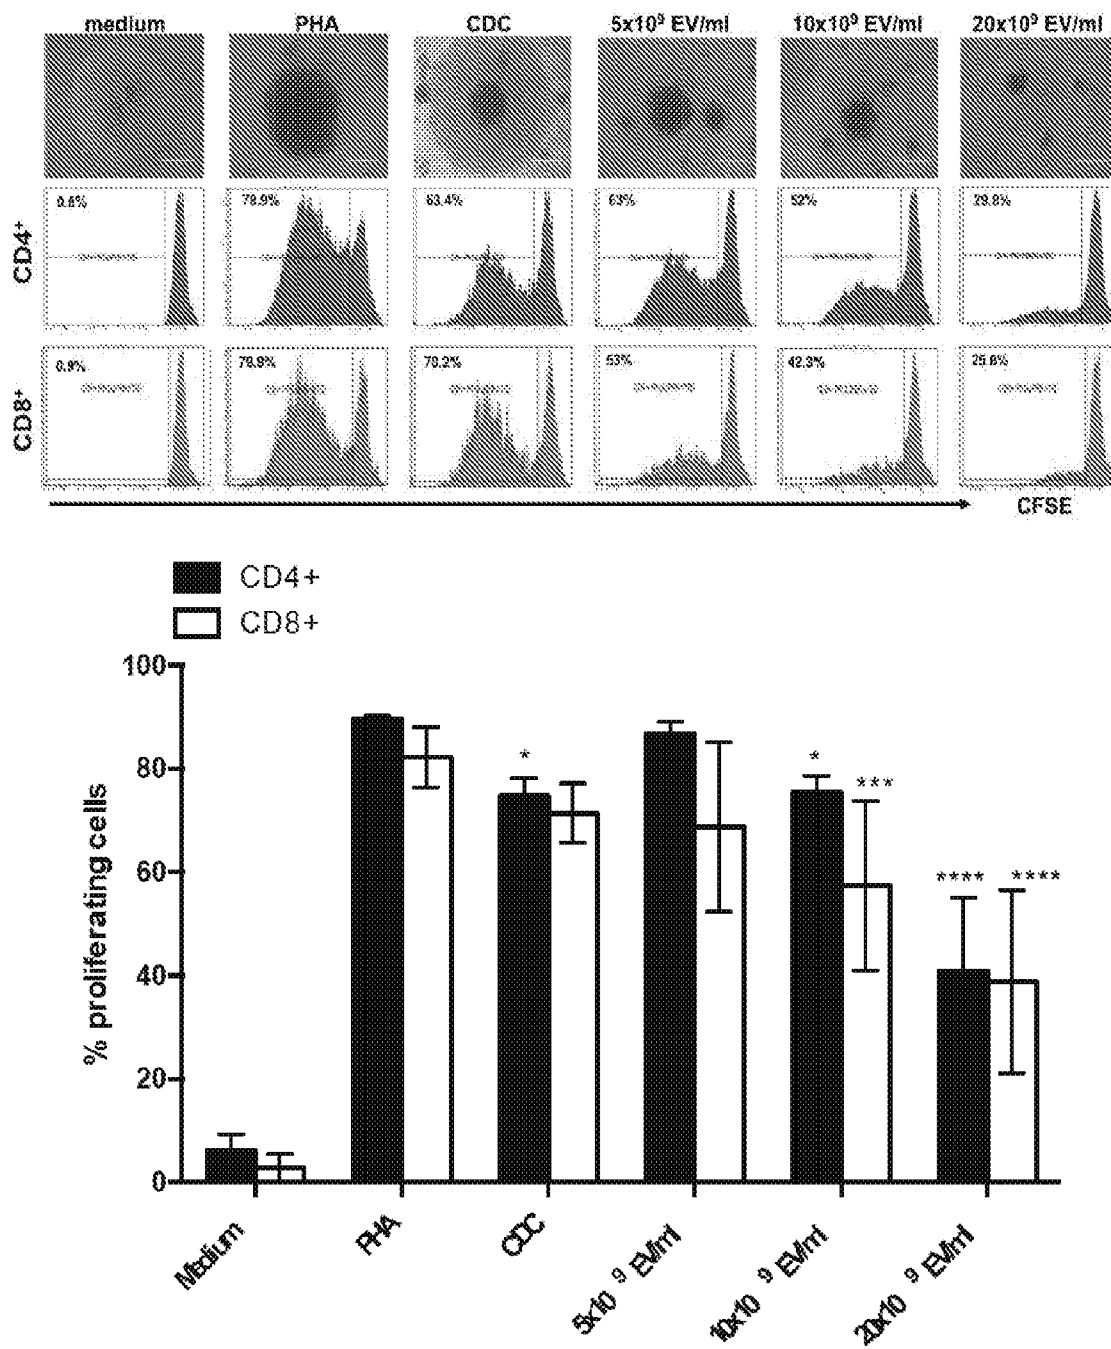 medium PHA CDC 5x10⁹ EV/ml 10x10⁹ EV/ml 20x10⁹ EV/ml
CD4⁺
0.6% 78.9% 63.4% 63% 52% 29.8%
CD8⁺
0.9% 78.9% 70.2% 53% 42.3% 25.8%
CFSE
CD4+
CD8+
% proliferating cells
100
80
60
40
20
0
*
*
***
**** ****
Medium PHA CDC 5x10 ⁹ EV/ml 10x10 ⁹ EV/ml 20x10 ⁹ EV/ml